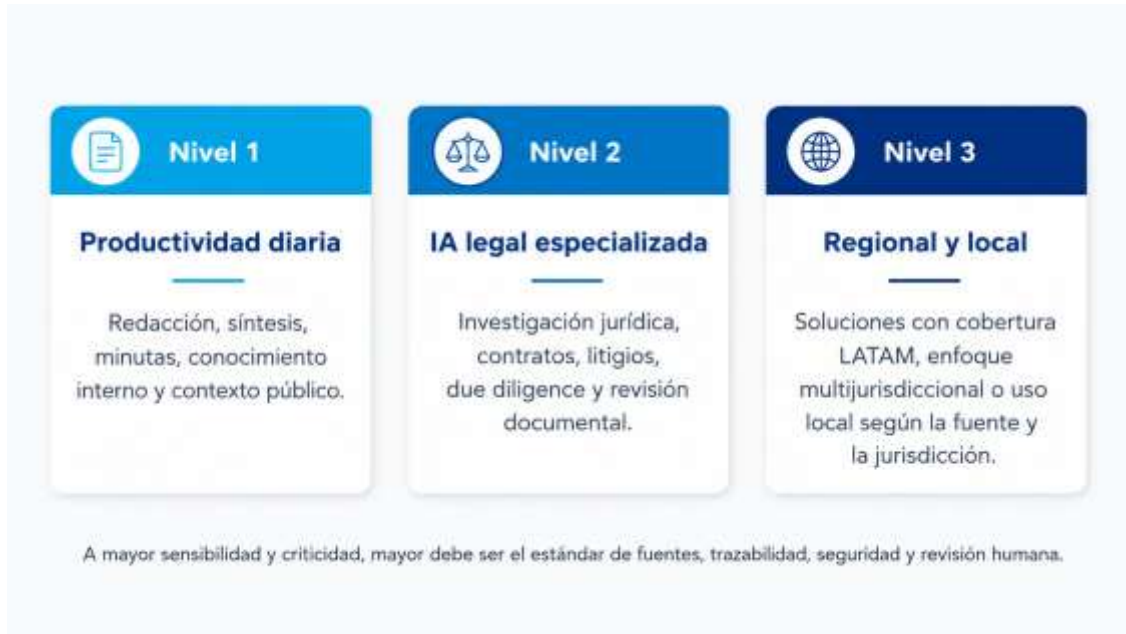 Nivel 1
Productividad diaria
Redacción, síntesis,
minutas, conocimiento
interno y contexto público.
Nivel 2
IA legal especializada
Investigación jurídica,
contratos, litigios,
due diligence y revisión
documental.
Nivel 3
Regional y local
Soluciones con cobertura
LATAM, enfoque
multijurisdiccional o uso
local según la fuente y
la jurisdicción.
A mayor sensibilidad y criticidad, mayor debe ser el estándar de fuentes, trazabilidad, seguridad y revisión humana.